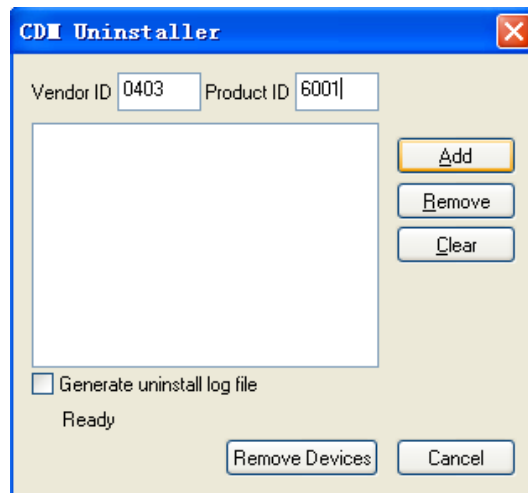 CDM Uninstaller
Vendor ID 0403 Product ID 6001
Add
Remove
Clear
Generate uninstall log file
Ready
Remove Devices Cancel